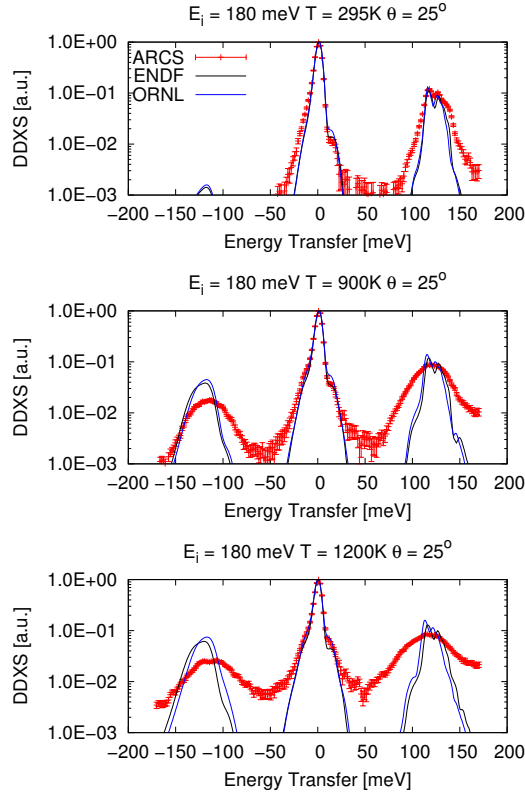 E_i = 180 meV T = 295K θ = 25°
ARCS
ENDF
ORNL
DDXS [a.u.]
1.0E+00
1.0E−01
1.0E−02
1.0E−03
−200 −150 −100 −50 0 50 100 150 200
Energy Transfer [meV]
E_i = 180 meV T = 900K θ = 25°
DDXS [a.u.]
1.0E+00
1.0E−01
1.0E−02
1.0E−03
−200 −150 −100 −50 0 50 100 150 200
Energy Transfer [meV]
E_i = 180 meV T = 1200K θ = 25°
DDXS [a.u.]
1.0E+00
1.0E−01
1.0E−02
1.0E−03
−200 −150 −100 −50 0 50 100 150 200
Energy Transfer [meV]